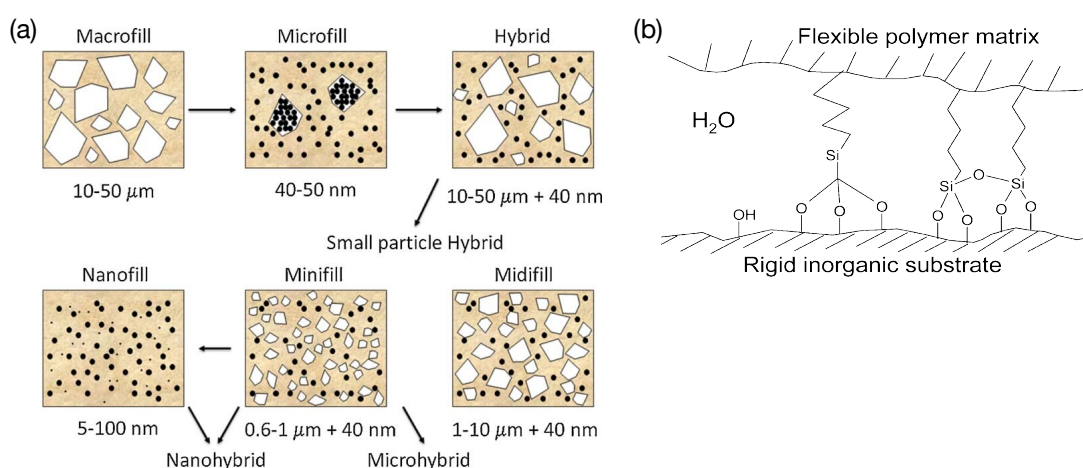 (a)
Macrofill
Microfill
Hybrid
10-50 μm
40-50 nm
10-50 μm + 40 nm
Small particle Hybrid
Nanofill
Minifill
Midifill
5-100 nm
0.6-1 μm + 40 nm
1-10 μm + 40 nm
Nanohybrid
Microhybrid
(b)
Flexible polymer matrix
H₂O
Si
O
Si
Si
O
O
O
O
O
O
O
OH
Rigid inorganic substrate